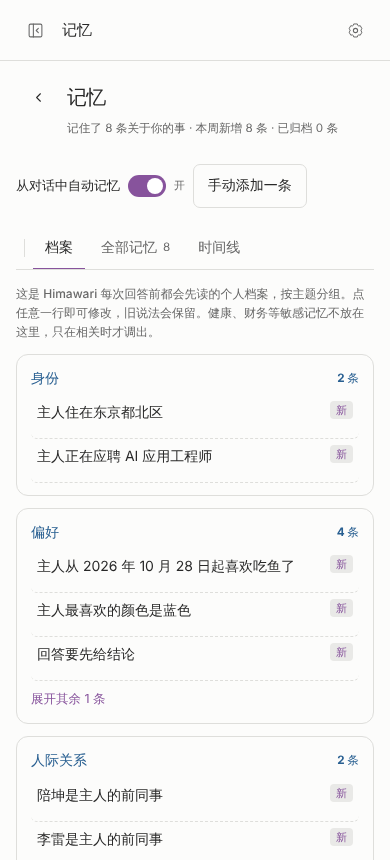 记忆
记忆
记住了 8 条关于你的事 · 本周新增 8 条 · 已归档 0 条
从对话中自动记忆 开 手动添加一条
档案 全部记忆 8 时间线
这是 Himawari 每次回答前都会先读的个人档案，按主题分组。点
任意一行即可修改，旧说法会保留。健康、财务等敏感记忆不放在
这里，只在相关时才调出。
身份 2 条
主人住在东京都北区 新
主人正在应聘 AI 应用工程师 新
偏好 4 条
主人从 2026 年 10 月 28 日起喜欢吃鱼了 新
主人最喜欢的颜色是蓝色 新
回答要先给结论 新
展开其余 1 条
人际关系 2 条
陪坤是主人的前同事 新
李雷是主人的前同事 新